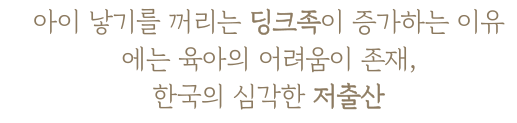 아이 낳기를 꺼리는 딩크족이 증가하는 이유
에는 육아의 어려움이 존재,
한국의 심각한 저출산